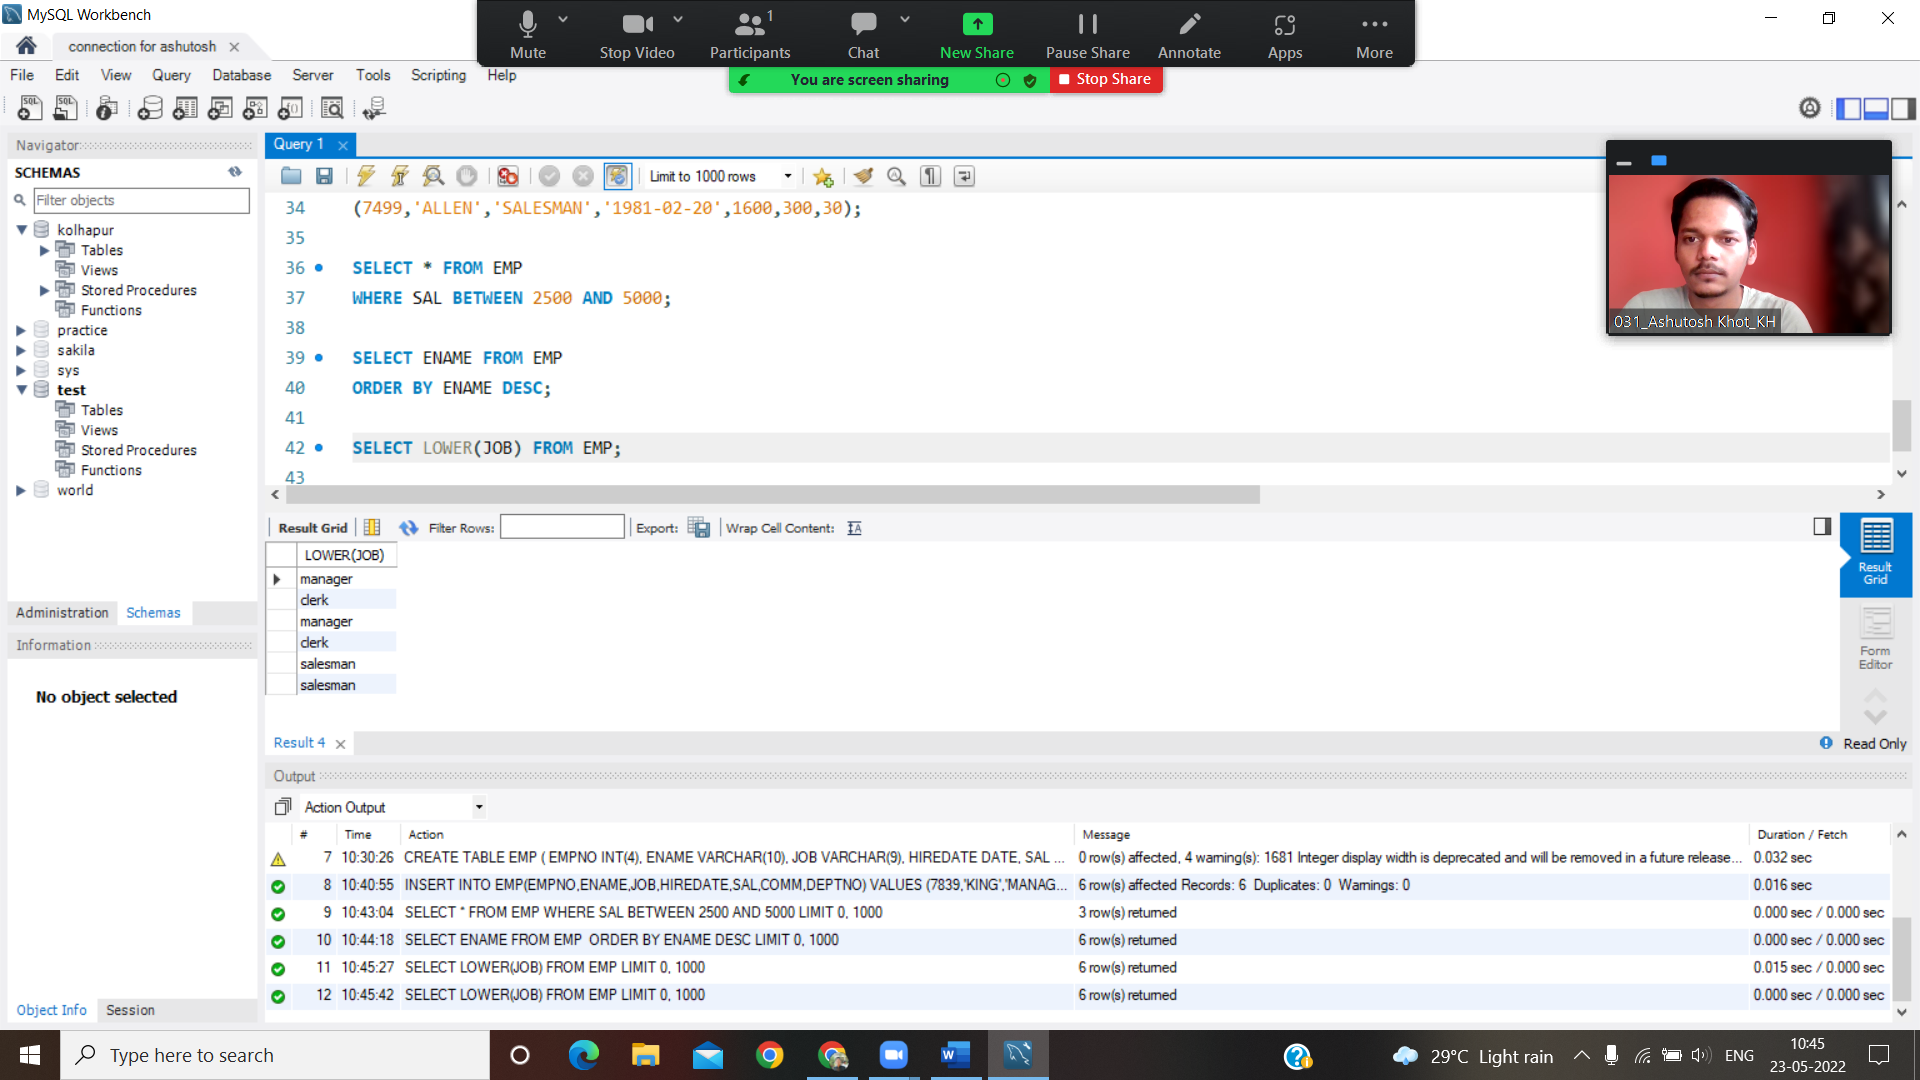 MySQL Workbench
connection for ashutosh
Mute
Stop Video
1
Participants
Chat
New Share
Pause Share
Annotate
Apps
More
You are screen sharing
Stop Share
File Edit View Query Database Server Tools Scripting Help
Navigator
SCHEMAS
Filter objects
kolhapur
Tables
Views
Stored Procedures
Functions
practice
sakila
sys
test
Tables
Views
Stored Procedures
Functions
world
Administration Schemas
Information
No object selected
Object Info Session
Query 1
Limit to 1000 rows
34 (7499,'ALLEN','SALESMAN','1981-02-20',1600,300,30);
35
36 SELECT * FROM EMP
37 WHERE SAL BETWEEN 2500 AND 5000;
38
39 SELECT ENAME FROM EMP
40 ORDER BY ENAME DESC;
41
42 SELECT LOWER(JOB) FROM EMP;
43
031_Ashutosh Khot_KH
Result Grid Filter Rows: Export: Wrap Cell Content:
LOWER(JOB)
manager
clerk
manager
clerk
salesman
salesman
Result Grid
Form Editor
Result 4
Read Only
Output
Action Output
# Time Action Message Duration / Fetch
7 10:30:26 CREATE TABLE EMP ( EMPNO INT(4), ENAME VARCHAR(10), JOB VARCHAR(9), HIREDATE DATE, SAL ... 0 row(s) affected, 4 warning(s): 1681 Integer display width is deprecated and will be removed in a future release... 0.032 sec
8 10:40:55 INSERT INTO EMP(EMPNO,ENAME,JOB,HIREDATE,SAL,COMM,DEPTNO) VALUES (7839,'KING','MANAG... 6 row(s) affected Records: 6 Duplicates: 0 Warnings: 0 0.016 sec
9 10:43:04 SELECT * FROM EMP WHERE SAL BETWEEN 2500 AND 5000 LIMIT 0, 1000 3 row(s) returned 0.000 sec / 0.000 sec
10 10:44:18 SELECT ENAME FROM EMP ORDER BY ENAME DESC LIMIT 0, 1000 6 row(s) returned 0.000 sec / 0.000 sec
11 10:45:27 SELECT LOWER(JOB) FROM EMP LIMIT 0, 1000 6 row(s) returned 0.015 sec / 0.000 sec
12 10:45:42 SELECT LOWER(JOB) FROM EMP LIMIT 0, 1000 6 row(s) returned 0.000 sec / 0.000 sec
Type here to search
29°C Light rain
ENG
10:45
23-05-2022